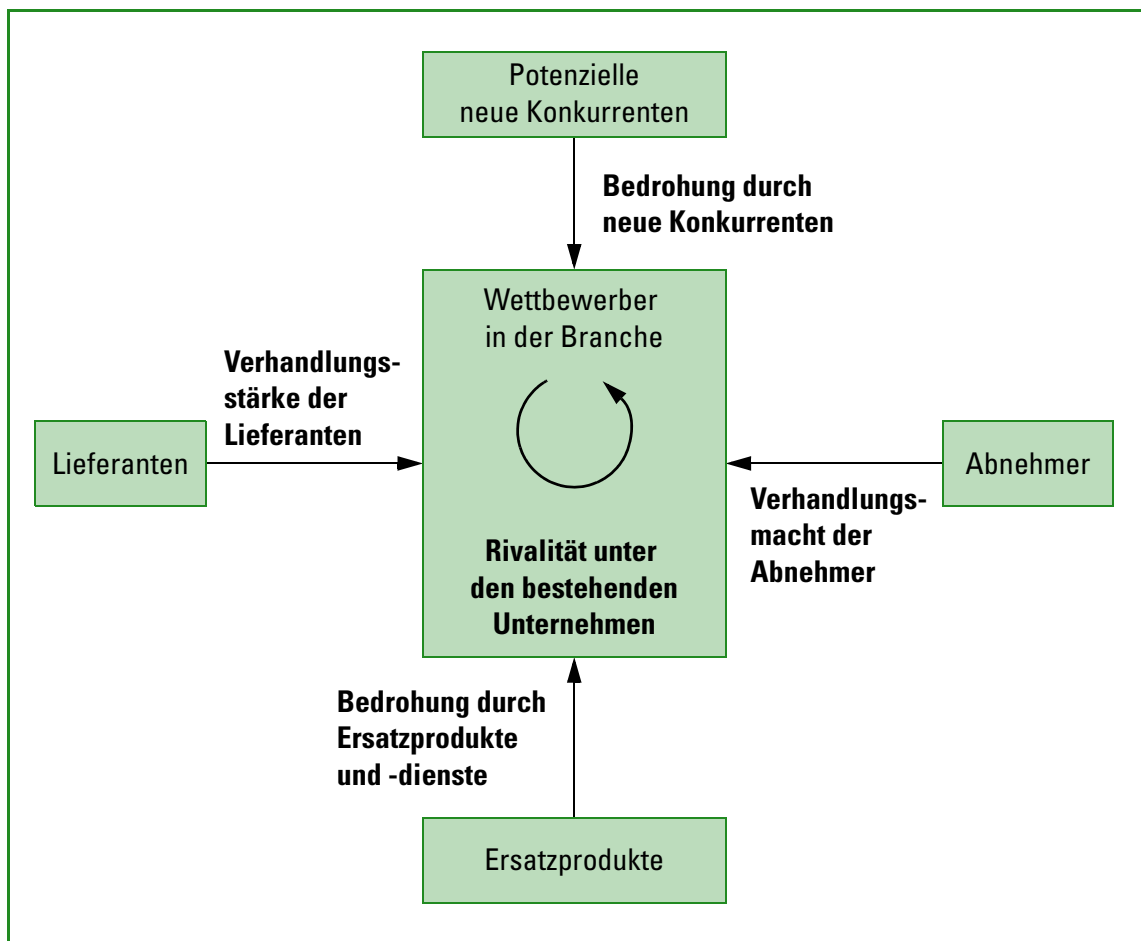 Potenzielle
neue Konkurrenten
Bedrohung durch
neue Konkurrenten
Wettbewerber
in der Branche
Verhandlungs-
stärke der
Lieferanten
Lieferanten
Abnehmer
Verhandlungs-
macht der
Abnehmer
Rivalität unter
den bestehenden
Unternehmen
Bedrohung durch
Ersatzprodukte
und -dienste
Ersatzprodukte